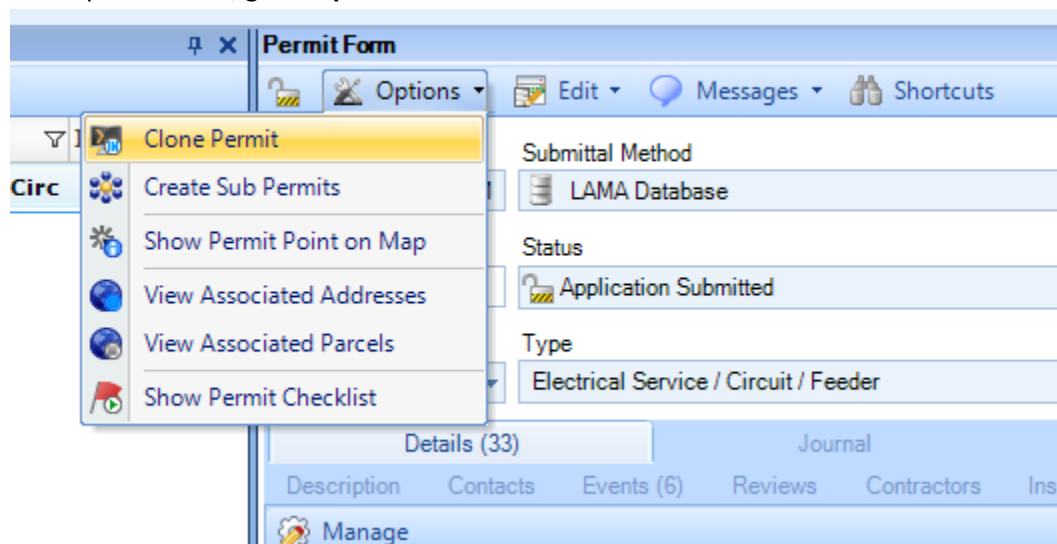 Permit Form
Options Edit Messages Shortcuts
Clone Permit
Submittal Method
Circ
Create Sub Permits
LAMA Database
Show Permit Point on Map
Status
View Associated Addresses
Application Submitted
View Associated Parcels
Type
Show Permit Checklist
Electrical Service / Circuit / Feeder
Details (33) Journal
Description Contacts Events (6) Reviews Contractors
Manage